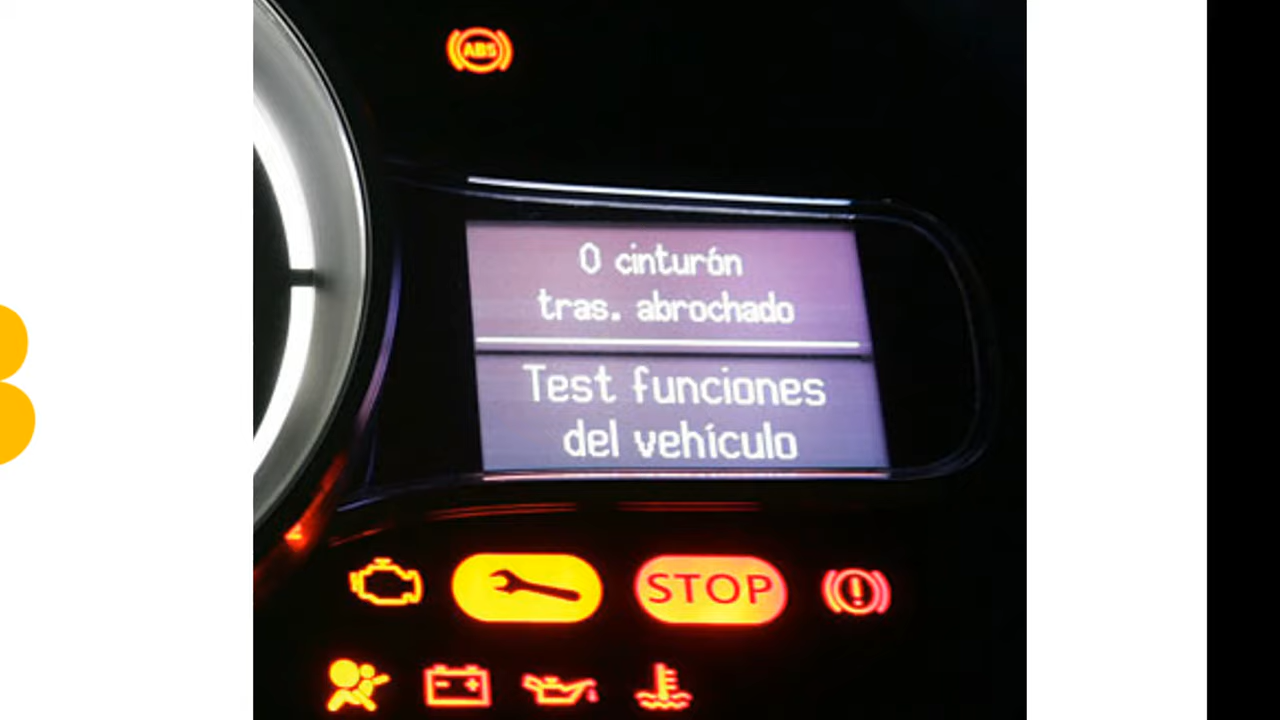 ABS
0 cinturón
tras. abrochado
Test funciones
del vehículo
STOP